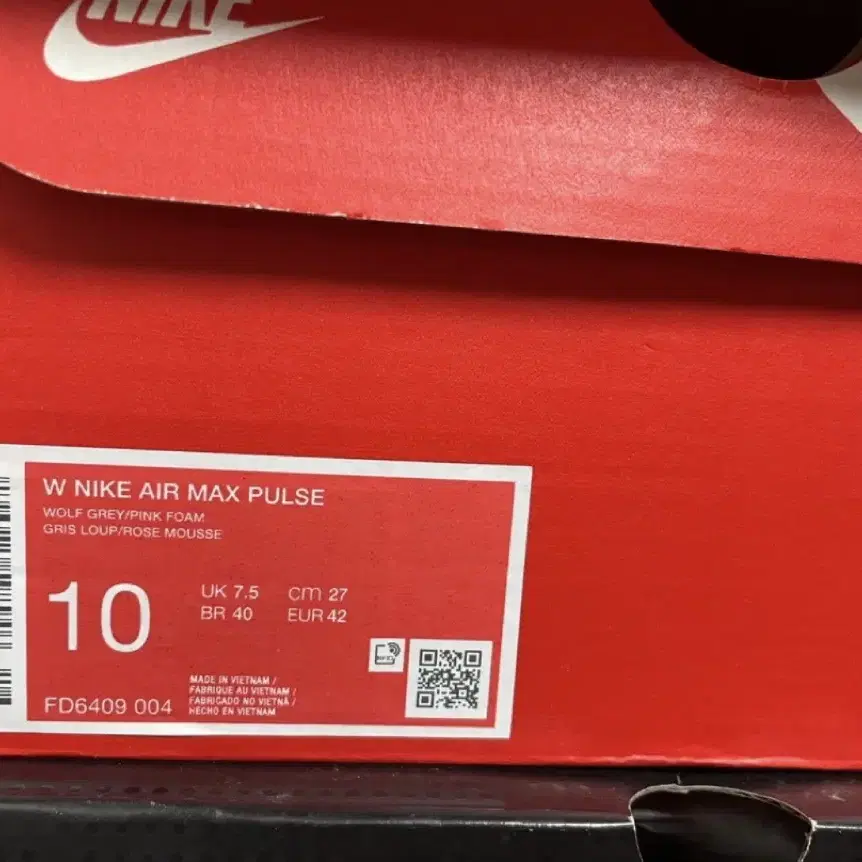 NIKE
W NIKE AIR MAX PULSE
WOLF GREY/PINK FOAM
GRIS LOUP/ROSE MOUSSE
10
UK 7.5 cm 27
BR 40 EUR 42
FD6409 004
MADE IN VIETNAM /
FABRIQUE AU VIETNAM /
FABRICADO NO VIETNÃ /
HECHO EN VIETNAM